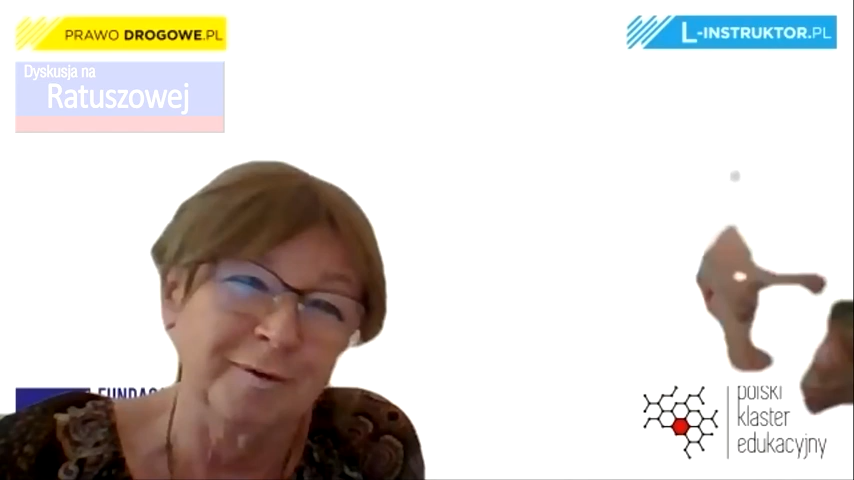 PRAWO DROGOWE.PL
L-INSTRUKTOR.PL
Dyskusja na
Ratuszowej
polski
klaster
edukacyjny